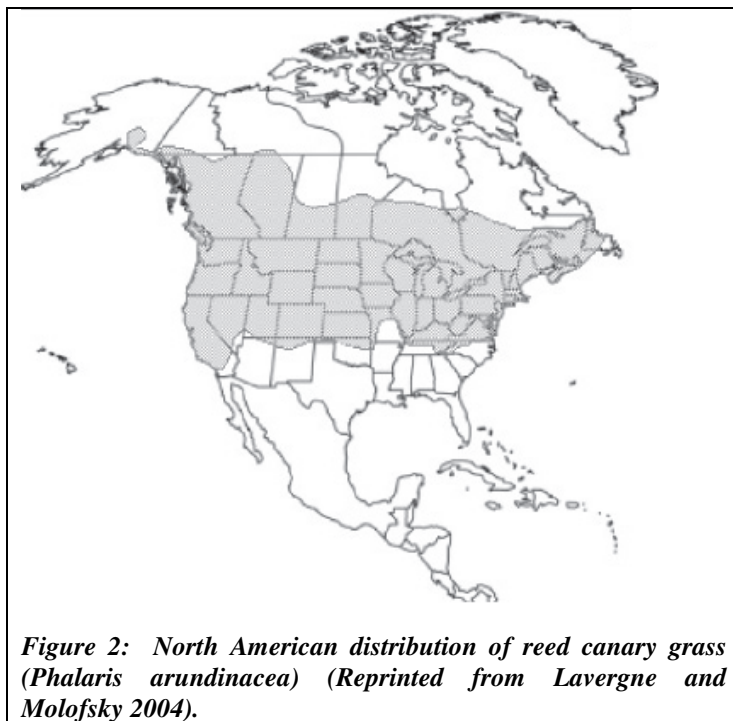 Figure 2: North American distribution of reed canary grass
(Phalaris arundinacea) (Reprinted from Lavergne and
Molofsky 2004).